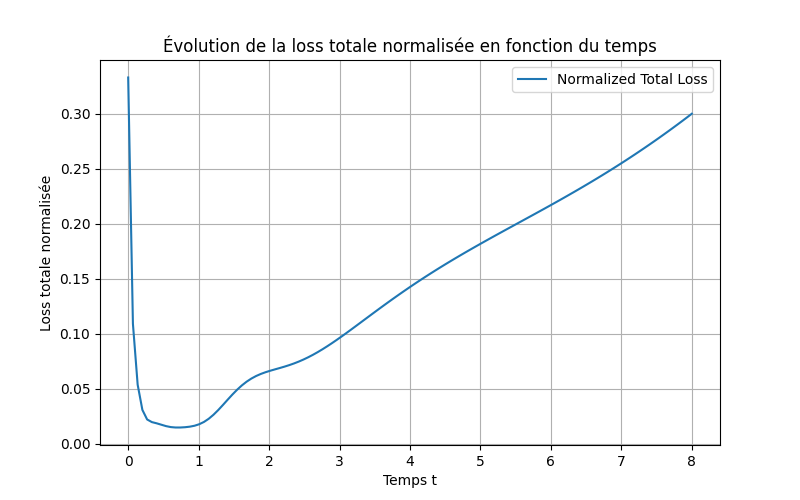 Évolution de la loss totale normalisée en fonction du temps
Normalized Total Loss
Loss totale normalisée
0.30
0.25
0.20
0.15
0.10
0.05
0.00
0 1 2 3 4 5 6 7 8
Temps t